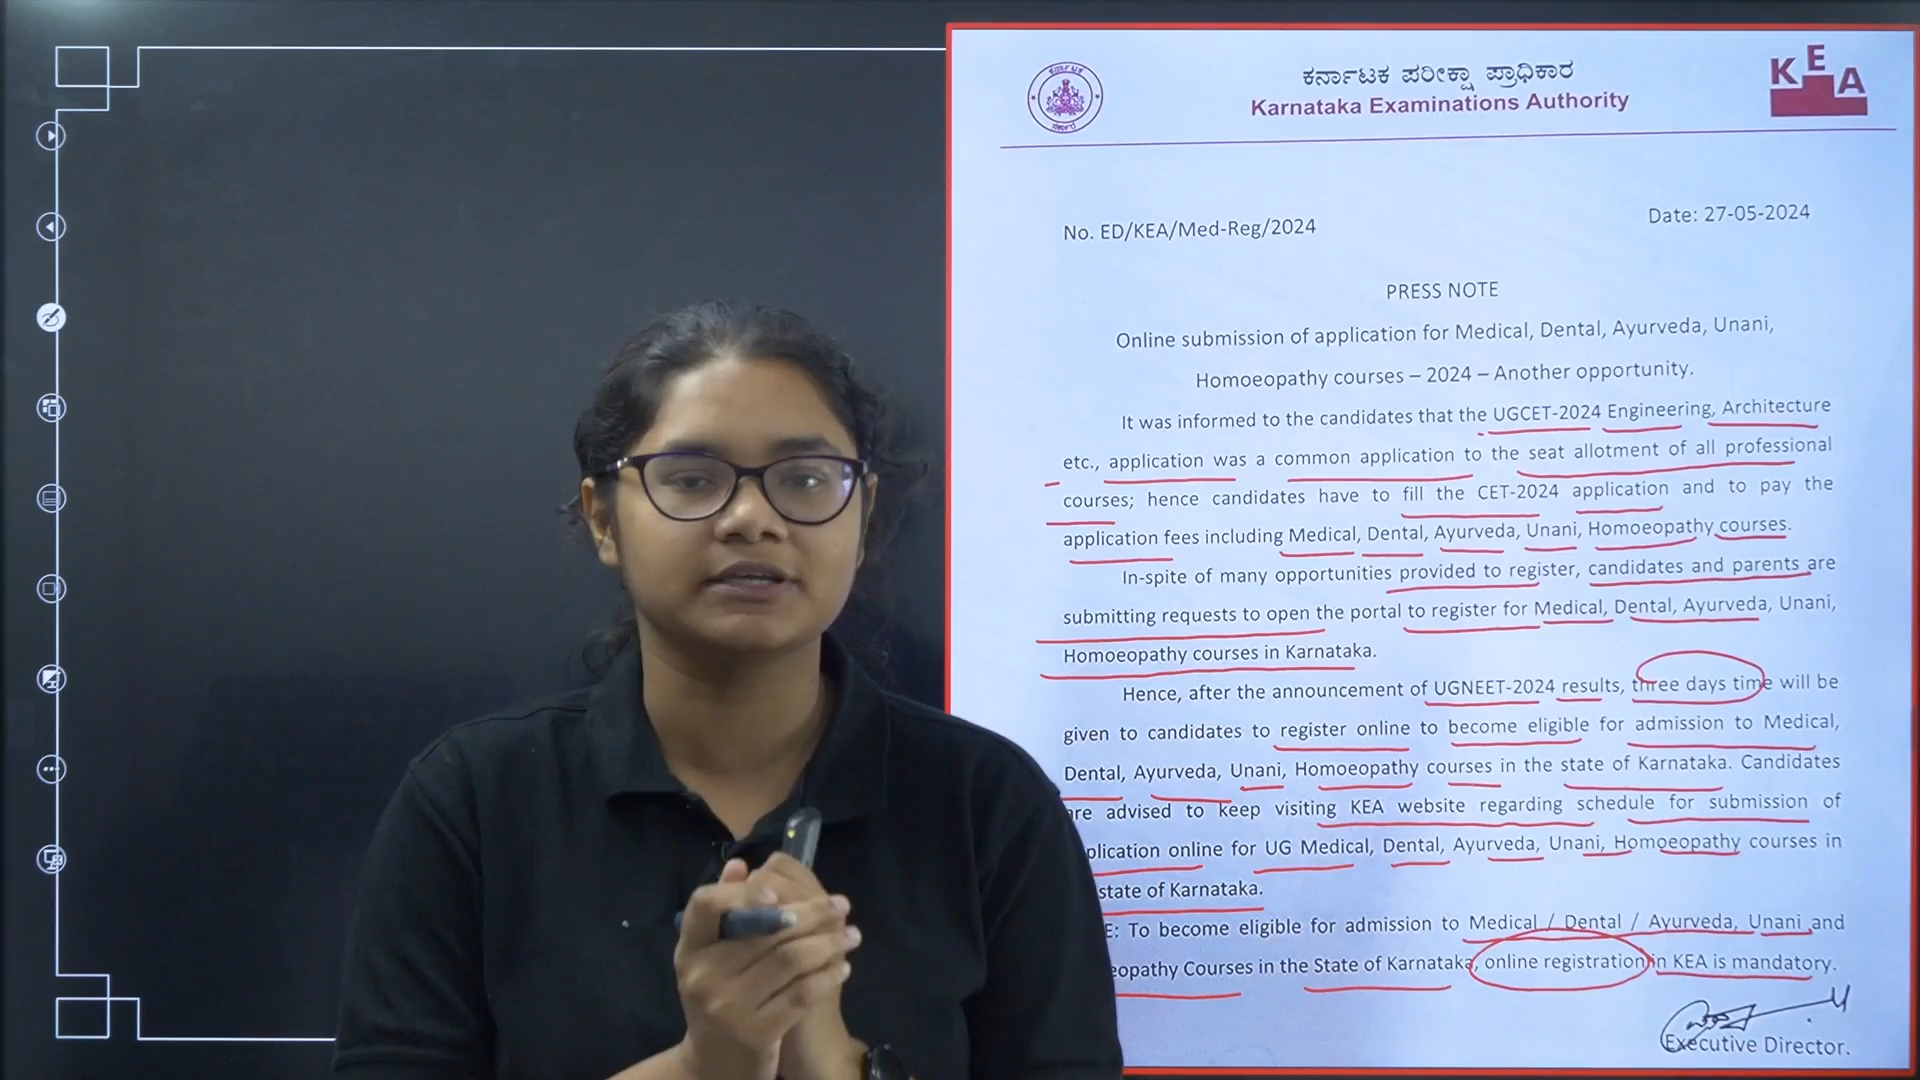 ಕರ್ನಾಟಕ ಪರೀಕ್ಷಾ ಪ್ರಾಧಿಕಾರ
Karnataka Examinations Authority
KEA
No. ED/KEA/Med-Reg/2024
Date: 27-05-2024
PRESS NOTE
Online submission of application for Medical, Dental, Ayurveda, Unani,
Homoeopathy courses – 2024 – Another opportunity.
It was informed to the candidates that the UGCET-2024 Engineering, Architecture
etc., application was a common application to the seat allotment of all professional
courses; hence candidates have to fill the CET-2024 application and to pay the
application fees including Medical, Dental, Ayurveda, Unani, Homoeopathy courses.
In-spite of many opportunities provided to register, candidates and parents are
submitting requests to open the portal to register for Medical, Dental, Ayurveda, Unani,
Homoeopathy courses in Karnataka.
Hence, after the announcement of UGNEET-2024 results, three days time will be
given to candidates to register online to become eligible for admission to Medical,
Dental, Ayurveda, Unani, Homoeopathy courses in the state of Karnataka. Candidates
re advised to keep visiting KEA website regarding schedule for submission of
plication online for UG Medical, Dental, Ayurveda, Unani, Homoeopathy courses in
state of Karnataka.
E: To become eligible for admission to Medical / Dental / Ayurveda, Unani and
eopathy Courses in the State of Karnataka, online registration in KEA is mandatory.
Executive Director.